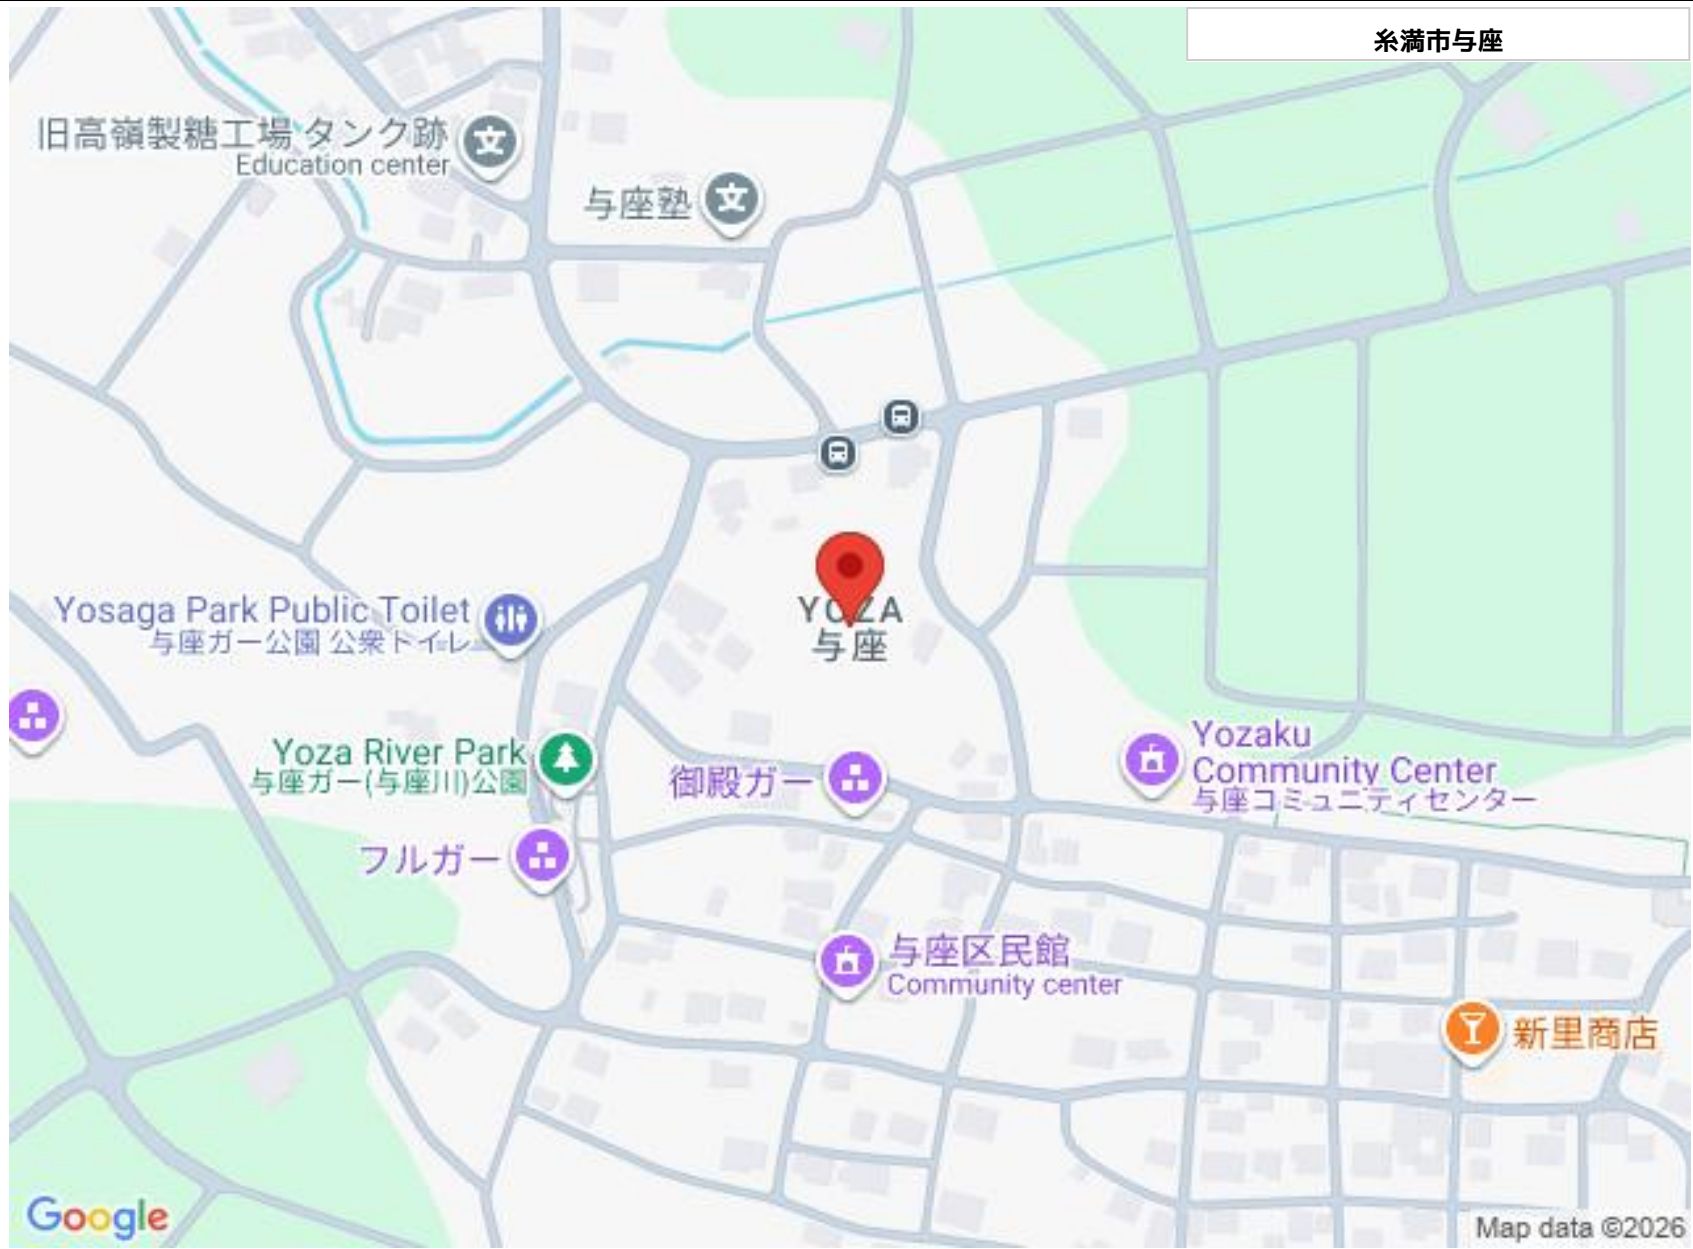 糸満市与座
旧高嶺製糖工場 タンク跡
Education center
与座塾
YOZA
与座
Yosaga Park Public Toilet
与座ガー公園 公衆トイレ
Yoza River Park
与座ガー(与座川)公園
御殿ガー
Yozaku
Community Center
与座コミュニティセンター
フルガー
与座区民館
Community center
新里商店
Google
Map data ©2026